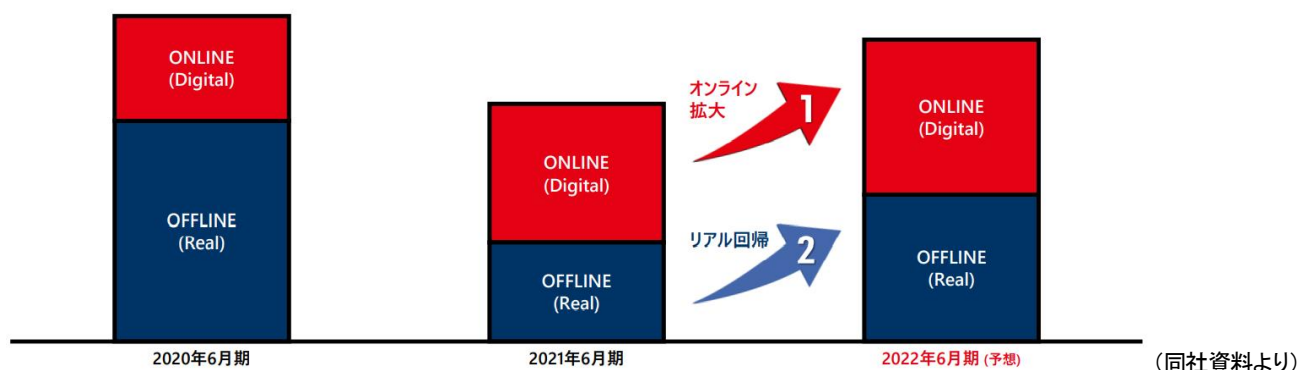 ONLINE
(Digital)
OFFLINE
(Real)
2020年6月期
ONLINE
(Digital)
OFFLINE
(Real)
2021年6月期
オンライン
拡大
1
リアル回帰
2
ONLINE
(Digital)
OFFLINE
(Real)
2022年6月期 (予想)
(同社資料より)